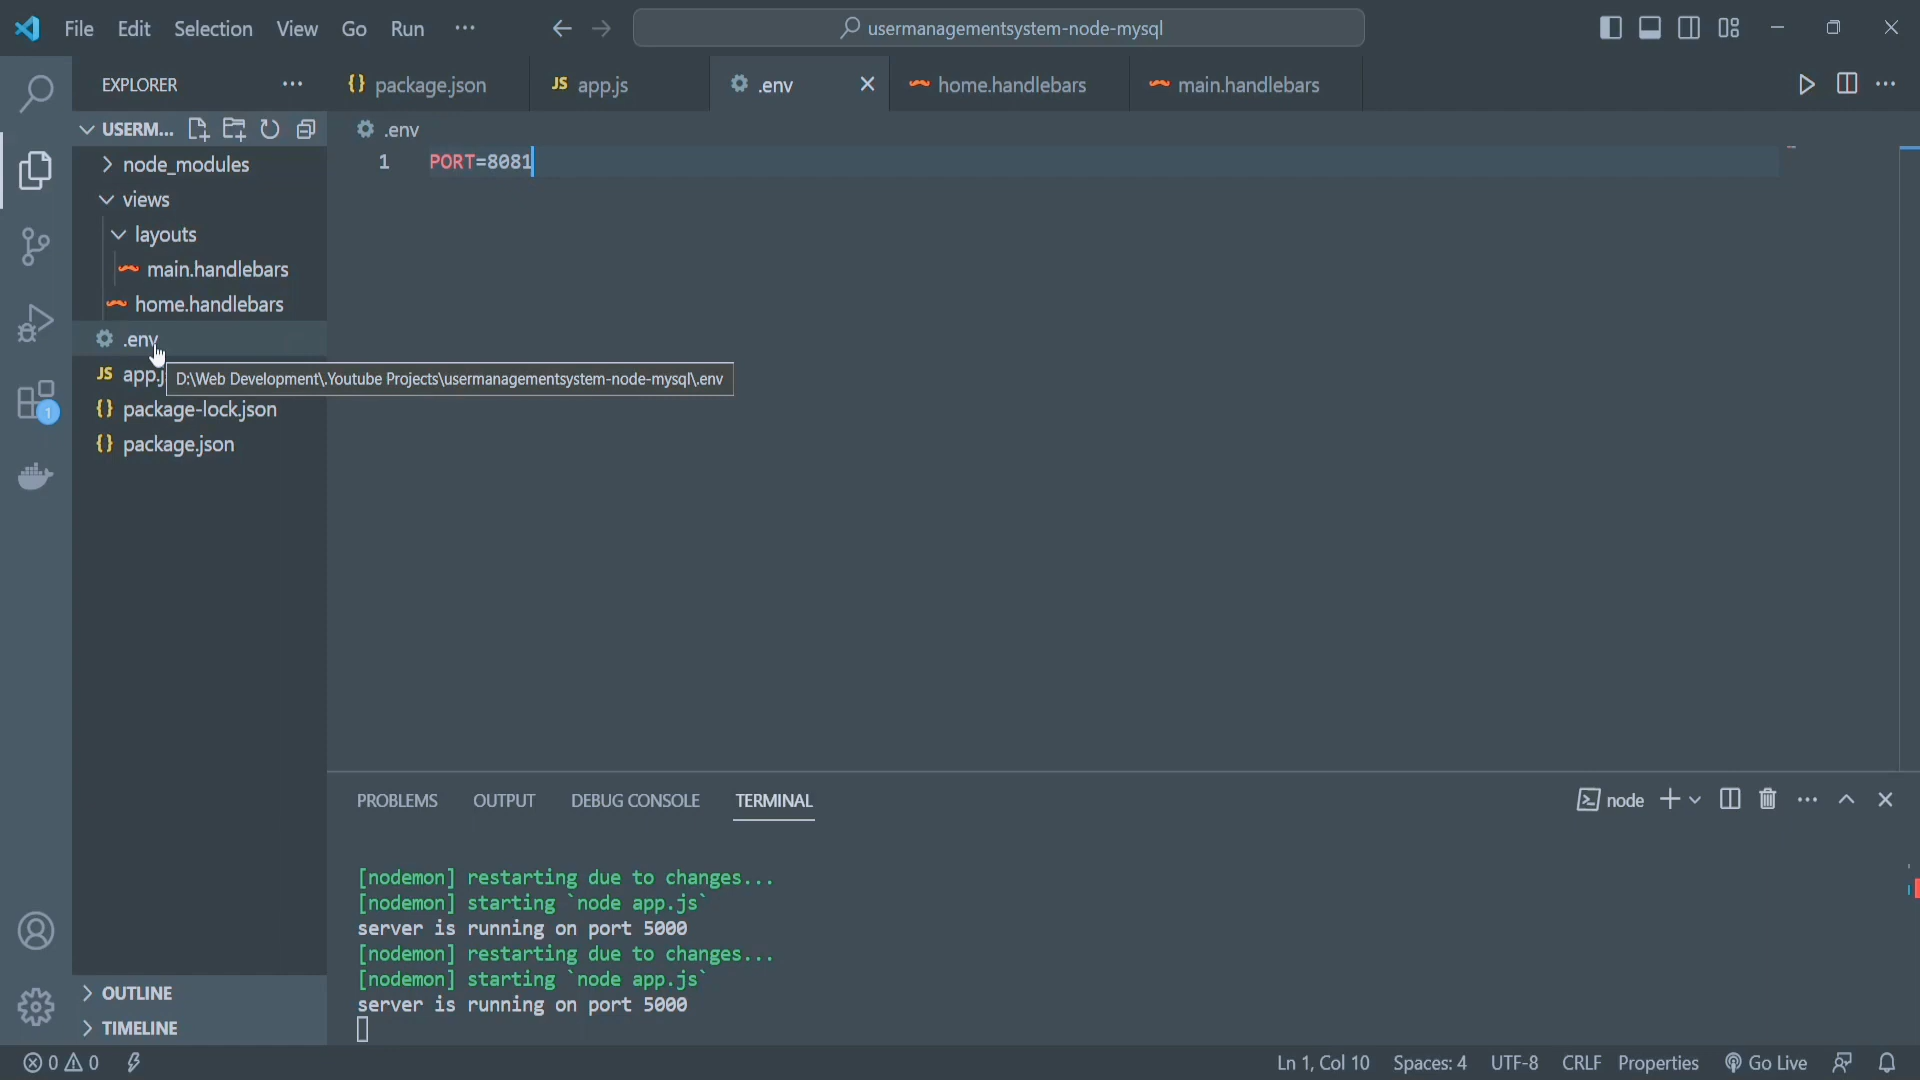 File Edit Selection View Go Run ···
usermanagementsystem-node-mysql
EXPLORER
{} package.json
JS app.js
.env
home.handlebars
main.handlebars
USERM...
node_modules
views
layouts
main.handlebars
home.handlebars
.env
JS app.j
{} package-lock.json
{} package.json
D:\Web Development\.Youtube Projects\usermanagementsystem-node-mysql\.env
1
OUTLINE
TIMELINE
.env
1 PORT=8081
PROBLEMS OUTPUT DEBUG CONSOLE TERMINAL
node
[nodemon] restarting due to changes...
[nodemon] starting `node app.js`
server is running on port 5000
[nodemon] restarting due to changes...
[nodemon] starting `node app.js`
server is running on port 5000
0 0
Ln 1, Col 10 Spaces: 4 UTF-8 CRLF Properties Go Live